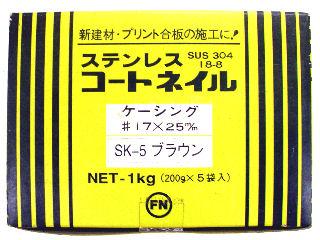 新建材・プリント合板の施工に!
ステンレス SUS 304 18-8
コートネイル
ケーシング
#17×25㎜
SK-5 ブラウン
NET-1kg (200g×5袋入)
FN